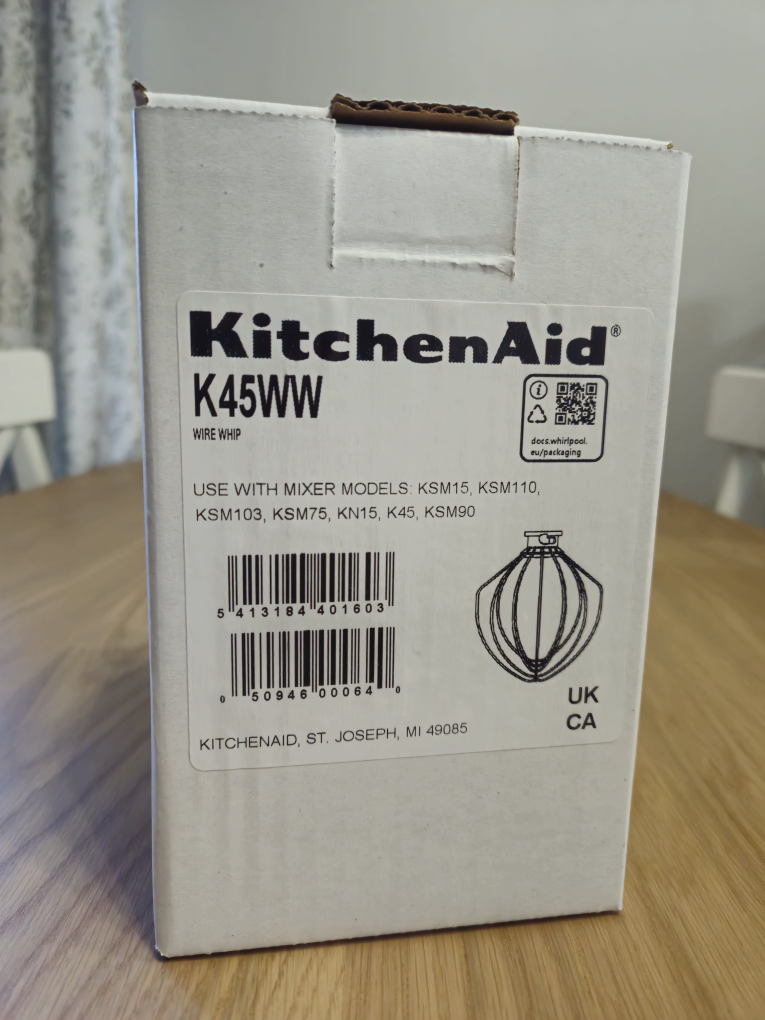 KitchenAid®
K45WW
WIRE WHIP
docs.whirlpool.
eu/packaging
USE WITH MIXER MODELS: KSM15, KSM110,
KSM103, KSM75, KN15, K45, KSM90
5 413184 401603
0 50946 00064 0
UK
CA
KITCHENAID, ST. JOSEPH, MI 49085